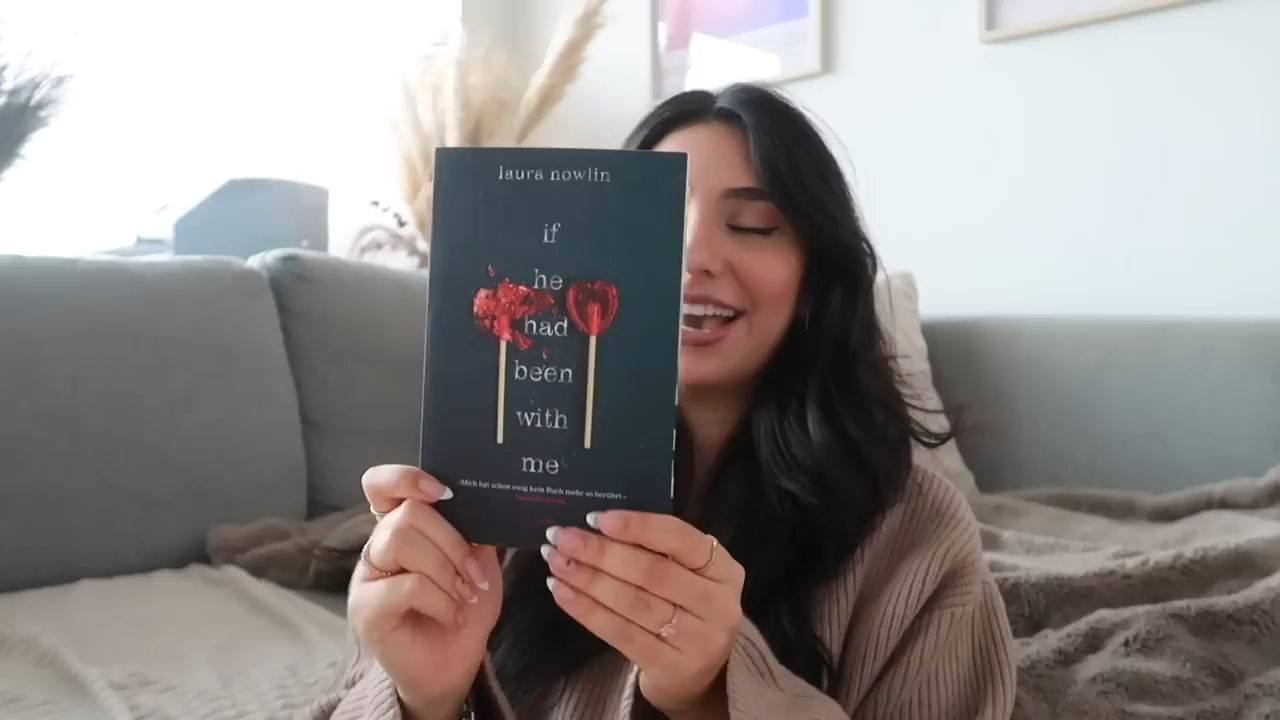 laura nowlin
if
he
had
been
with
me
»Mich hat schon ewig kein Buch mehr so berührt.«